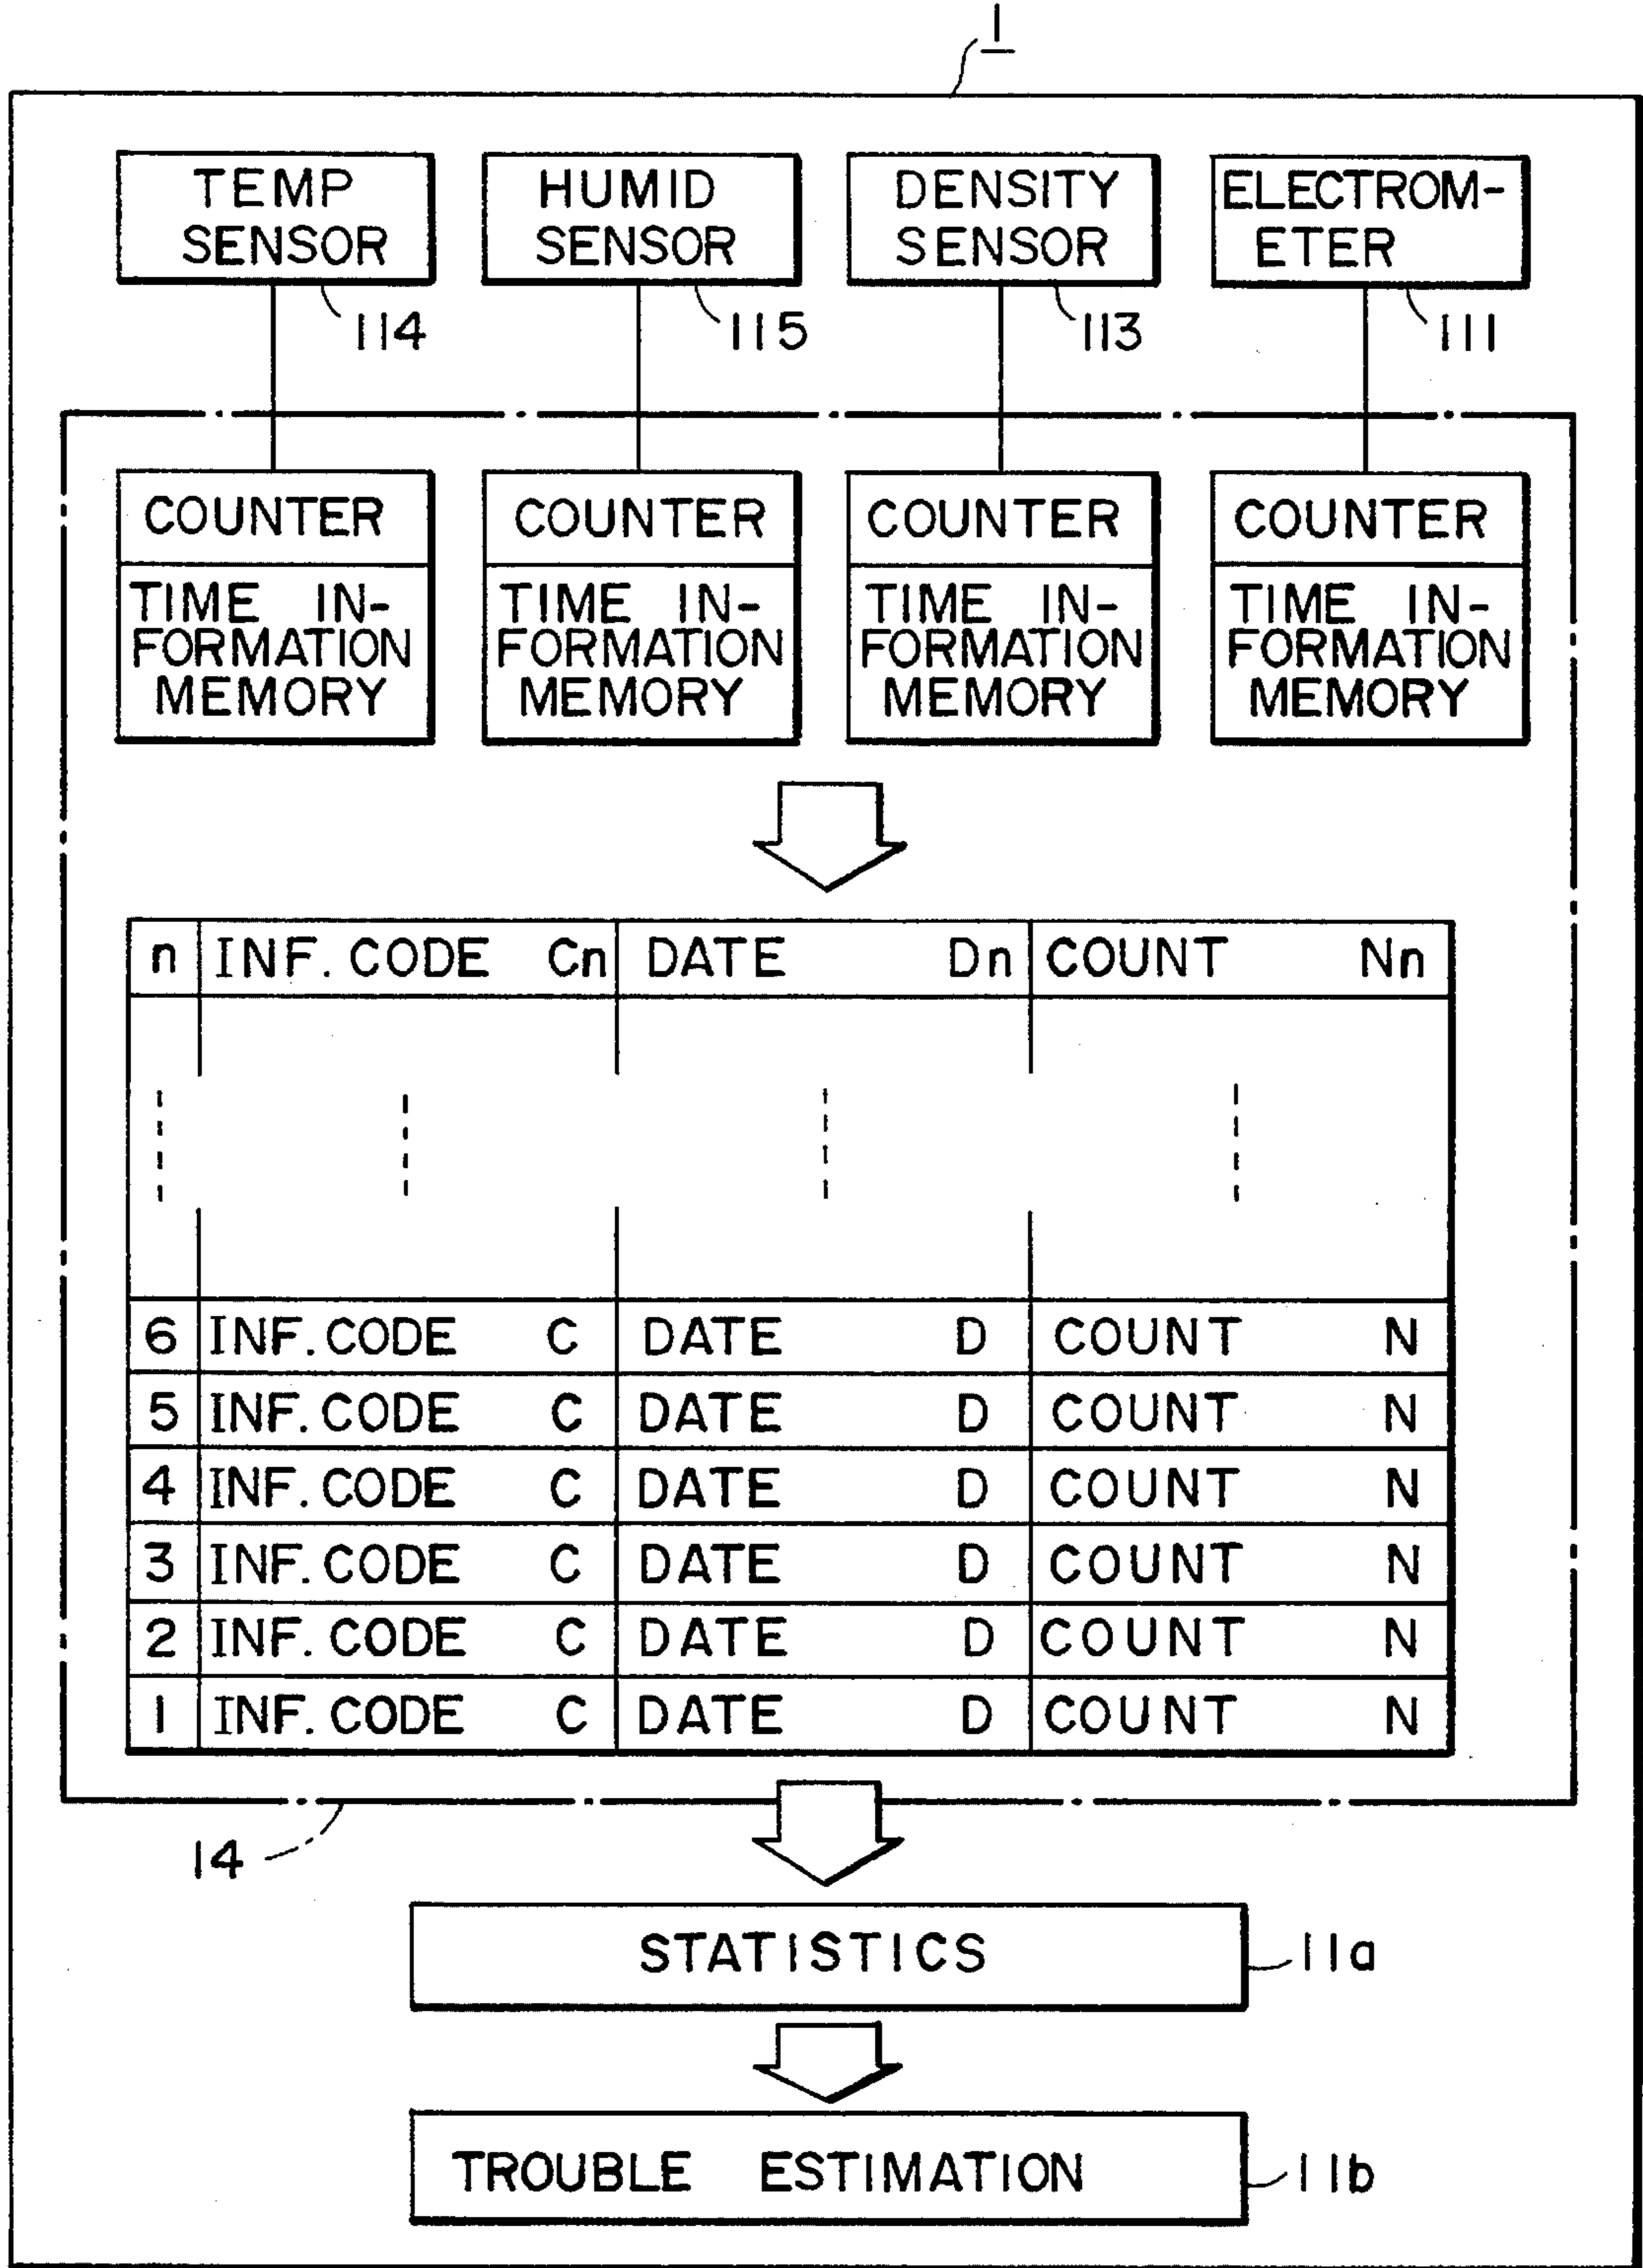 1
TEMP
SENSOR
HUMID
SENSOR
DENSITY
SENSOR
ELECTROM-
ETER
114
115
113
111
COUNTER
TIME IN-
FORMATION
MEMORY
COUNTER
TIME IN-
FORMATION
MEMORY
COUNTER
TIME IN-
FORMATION
MEMORY
COUNTER
TIME IN-
FORMATION
MEMORY
n INF. CODE Cn DATE Dn COUNT Nn
6 INF. CODE C DATE D COUNT N
5 INF. CODE C DATE D COUNT N
4 INF. CODE C DATE D COUNT N
3 INF. CODE C DATE D COUNT N
2 INF. CODE C DATE D COUNT N
1 INF. CODE C DATE D COUNT N
14
STATISTICS 11a
TROUBLE ESTIMATION 11b